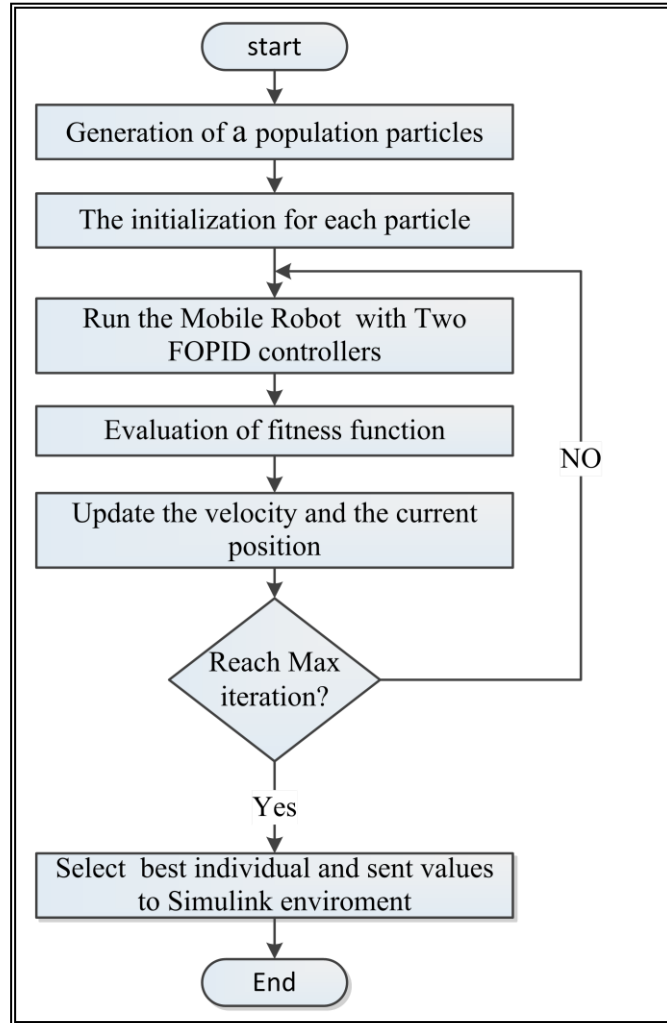 start
Generation of a population particles
The initialization for each particle
Run the Mobile Robot with Two
FOPID controllers
Evaluation of fitness function
Update the velocity and the current
position
Reach Max
iteration?
NO
Yes
Select best individual and sent values
to Simulink enviroment
End